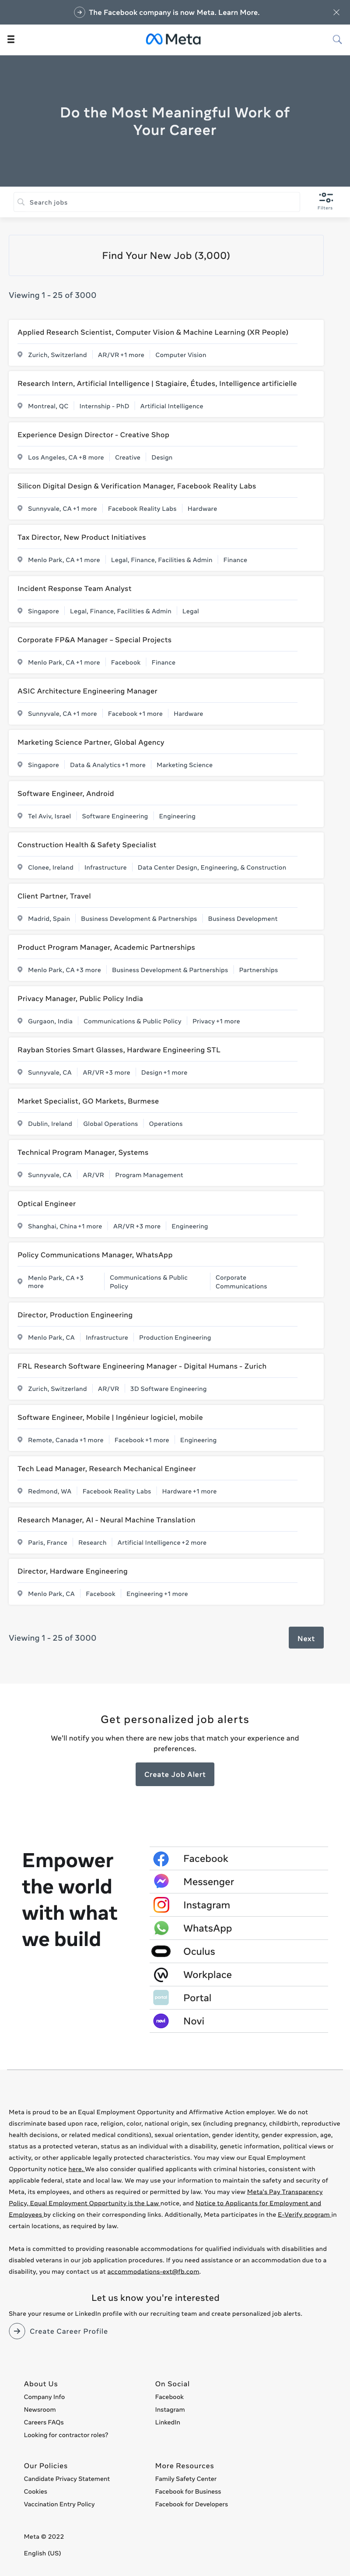 The Facebook company is now Meta. Learn More.
Meta
Do the Most Meaningful Work of
Your Career
Search jobs
Filters
Find Your New Job (3,000)
Viewing 1 - 25 of 3000
Applied Research Scientist, Computer Vision & Machine Learning (XR People)
Zurich, Switzerland AR/VR +1 more Computer Vision
Research Intern, Artificial Intelligence | Stagiaire, Études, Intelligence artificielle
Montreal, QC Internship - PhD Artificial Intelligence
Experience Design Director - Creative Shop
Los Angeles, CA +8 more Creative Design
Silicon Digital Design & Verification Manager, Facebook Reality Labs
Sunnyvale, CA +1 more Facebook Reality Labs Hardware
Tax Director, New Product Initiatives
Menlo Park, CA +1 more Legal, Finance, Facilities & Admin Finance
Incident Response Team Analyst
Singapore Legal, Finance, Facilities & Admin Legal
Corporate FP&A Manager – Special Projects
Menlo Park, CA +1 more Facebook Finance
ASIC Architecture Engineering Manager
Sunnyvale, CA +1 more Facebook +1 more Hardware
Marketing Science Partner, Global Agency
Singapore Data & Analytics +1 more Marketing Science
Software Engineer, Android
Tel Aviv, Israel Software Engineering Engineering
Construction Health & Safety Specialist
Clonee, Ireland Infrastructure Data Center Design, Engineering, & Construction
Client Partner, Travel
Madrid, Spain Business Development & Partnerships Business Development
Product Program Manager, Academic Partnerships
Menlo Park, CA +3 more Business Development & Partnerships Partnerships
Privacy Manager, Public Policy India
Gurgaon, India Communications & Public Policy Privacy +1 more
Rayban Stories Smart Glasses, Hardware Engineering STL
Sunnyvale, CA AR/VR +3 more Design +1 more
Market Specialist, GO Markets, Burmese
Dublin, Ireland Global Operations Operations
Technical Program Manager, Systems
Sunnyvale, CA AR/VR Program Management
Optical Engineer
Shanghai, China +1 more AR/VR +3 more Engineering
Policy Communications Manager, WhatsApp
Menlo Park, CA +3 Communications & Public Corporate
more Policy Communications
Director, Production Engineering
Menlo Park, CA Infrastructure Production Engineering
FRL Research Software Engineering Manager - Digital Humans - Zurich
Zurich, Switzerland AR/VR 3D Software Engineering
Software Engineer, Mobile | Ingénieur logiciel, mobile
Remote, Canada +1 more Facebook +1 more Engineering
Tech Lead Manager, Research Mechanical Engineer
Redmond, WA Facebook Reality Labs Hardware +1 more
Research Manager, AI - Neural Machine Translation
Paris, France Research Artificial Intelligence +2 more
Director, Hardware Engineering
Menlo Park, CA Facebook Engineering +1 more
Viewing 1 - 25 of 3000
Next
Get personalized job alerts
We'll notify you when there are new jobs that match your experience and
preferences.
Create Job Alert
Empower
the world
with what
we build
Facebook
Messenger
Instagram
WhatsApp
Oculus
Workplace
Portal
Novi
Meta is proud to be an Equal Employment Opportunity and Affirmative Action employer. We do not
discriminate based upon race, religion, color, national origin, sex (including pregnancy, childbirth, reproductive
health decisions, or related medical conditions), sexual orientation, gender identity, gender expression, age,
status as a protected veteran, status as an individual with a disability, genetic information, political views or
activity, or other applicable legally protected characteristics. You may view our Equal Employment
Opportunity notice here. We also consider qualified applicants with criminal histories, consistent with
applicable federal, state and local law. We may use your information to maintain the safety and security of
Meta, its employees, and others as required or permitted by law. You may view Meta's Pay Transparency
Policy, Equal Employment Opportunity is the Law notice, and Notice to Applicants for Employment and
Employees by clicking on their corresponding links. Additionally, Meta participates in the E-Verify program in
certain locations, as required by law.
Meta is committed to providing reasonable accommodations for qualified individuals with disabilities and
disabled veterans in our job application procedures. If you need assistance or an accommodation due to a
disability, you may contact us at accommodations-ext@fb.com.
Let us know you're interested
Share your resume or LinkedIn profile with our recruiting team and create personalized job alerts.
Create Career Profile
About Us
Company Info
Newsroom
Careers FAQs
Looking for contractor roles?
On Social
Facebook
Instagram
LinkedIn
Our Policies
Candidate Privacy Statement
Cookies
Vaccination Entry Policy
More Resources
Family Safety Center
Facebook for Business
Facebook for Developers
Meta © 2022
English (US)